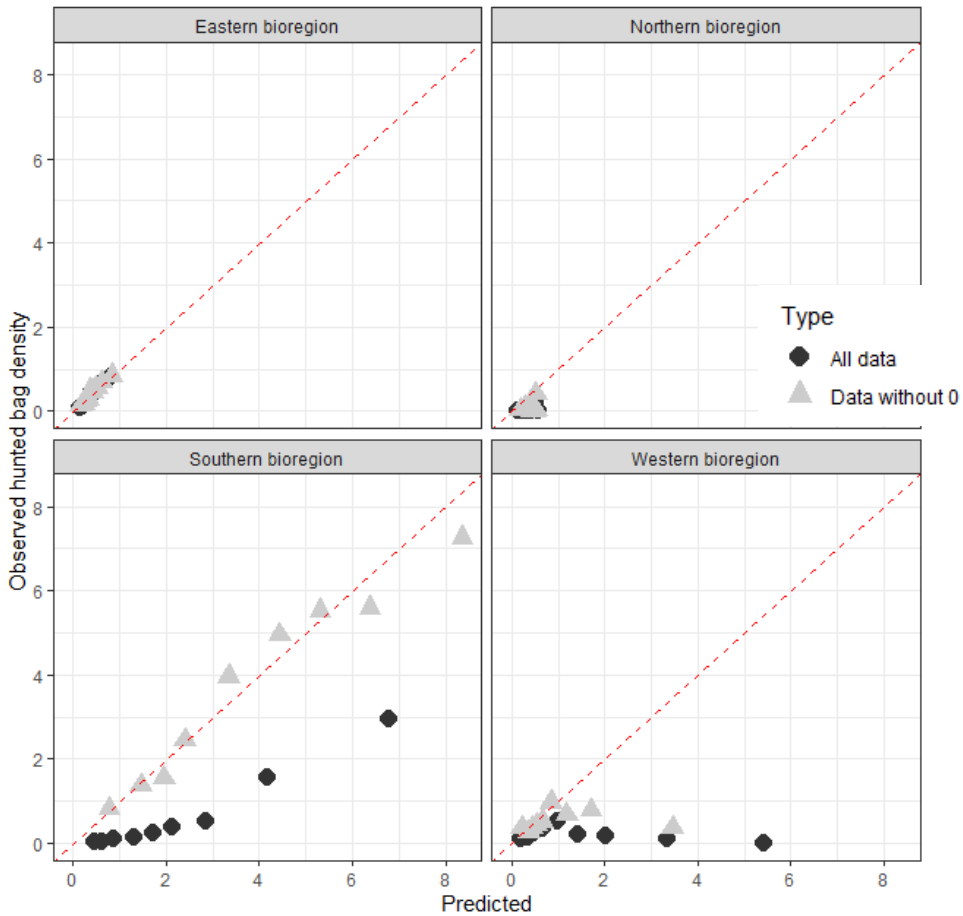 Eastern bioregion
Northern bioregion
8
6
4
2
0
Type
All data
Data without 0
Observed hunted bag density
Southern bioregion
Western bioregion
8
6
4
2
0
0 2 4 6 8
0 2 4 6 8
Predicted